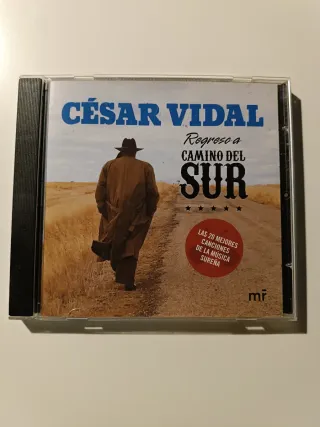 CÉSAR VIDAL
Regreso a
CAMINO DEL
SUR
LAS 20 MEJORES
CANCIONES
DE LA MÚSICA
SUREÑA
mr